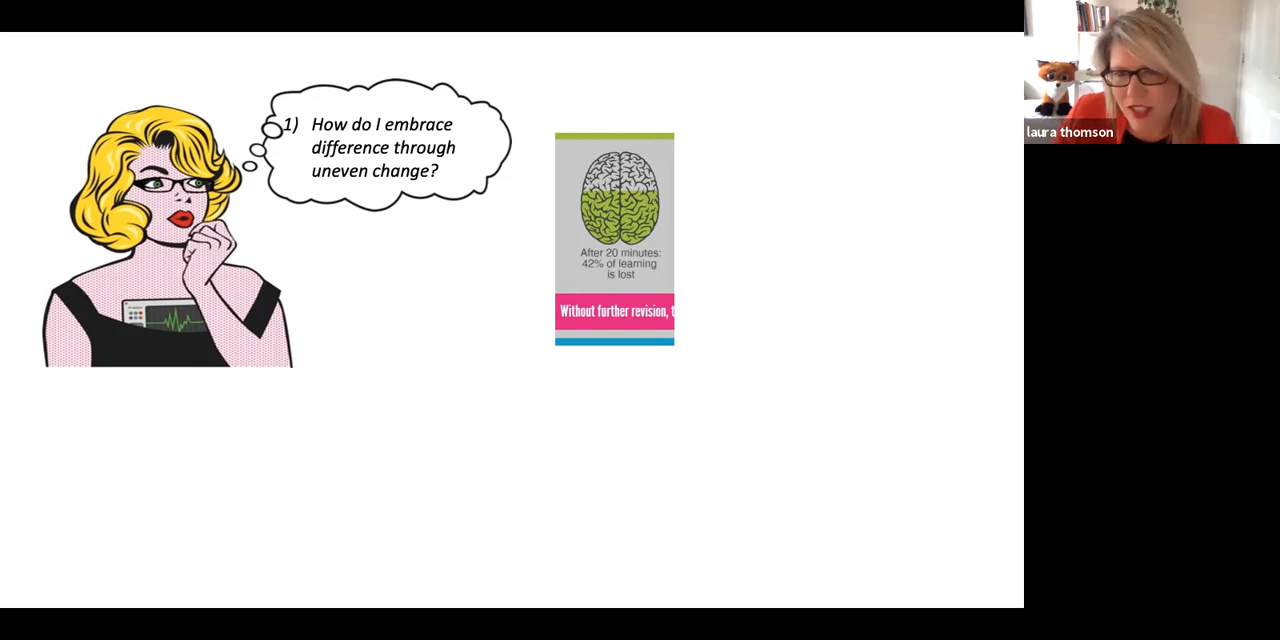 1) How do I embrace
difference through
uneven change?
After 20 minutes:
42% of learning
is lost
Without further revision, t
laura thomson